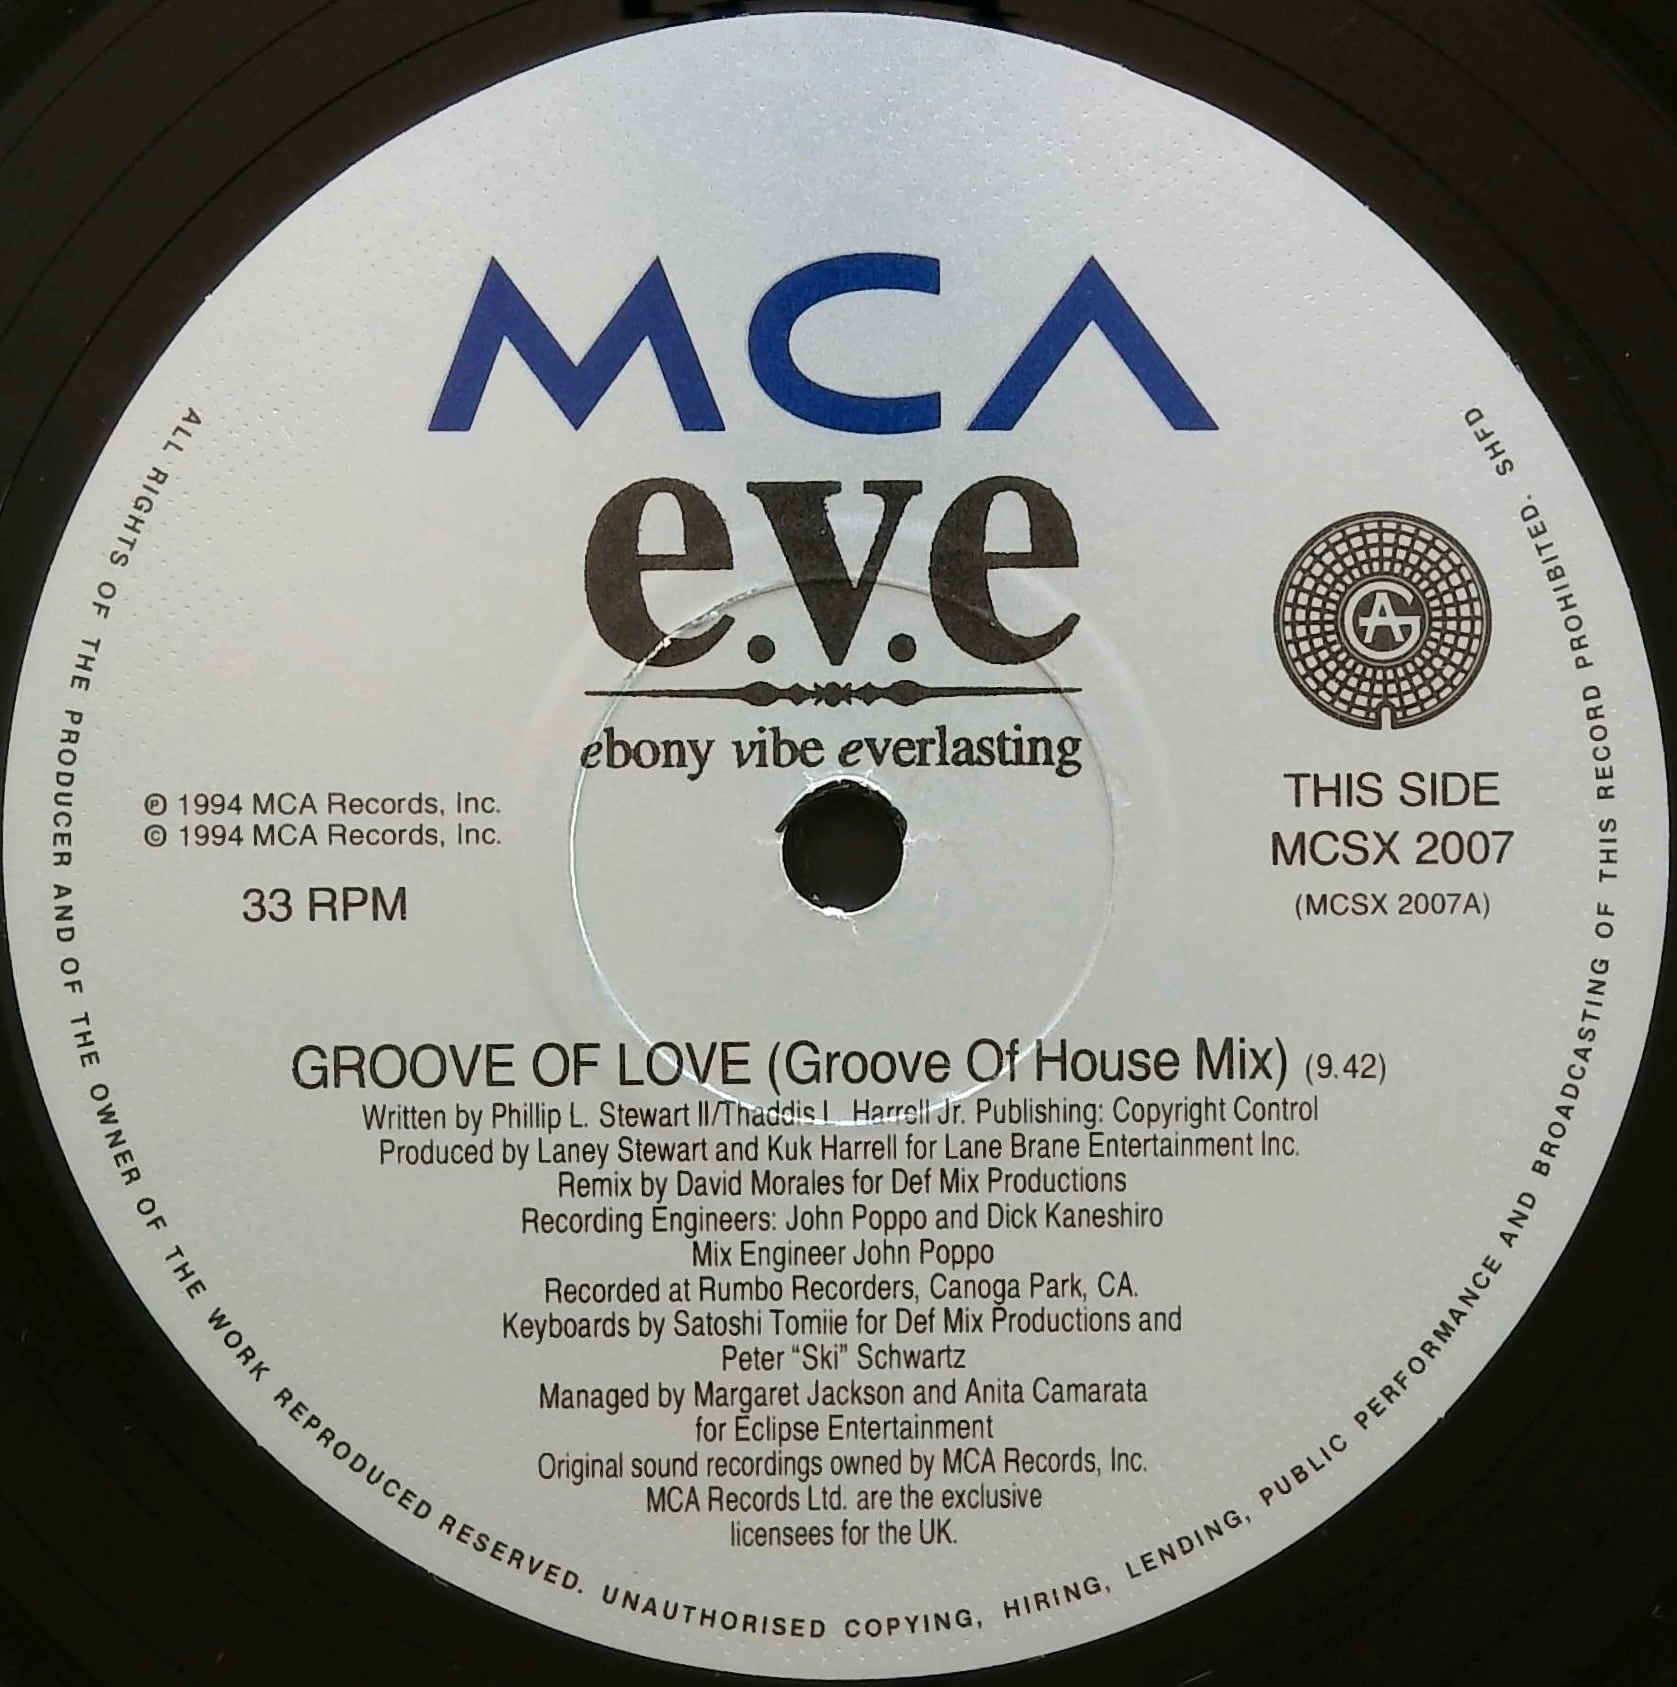 MCA
e.v.e
ebony vibe everlasting
AG
℗ 1994 MCA Records, Inc.
© 1994 MCA Records, Inc.
33 RPM
THIS SIDE
MCSX 2007
(MCSX 2007A)
GROOVE OF LOVE (Groove Of House Mix) (9.42)
Written by Phillip L. Stewart II/Thaddis L. Harrell Jr. Publishing: Copyright Control
Produced by Laney Stewart and Kuk Harrell for Lane Brane Entertainment Inc.
Remix by David Morales for Def Mix Productions
Recording Engineers: John Poppo and Dick Kaneshiro
Mix Engineer John Poppo
Recorded at Rumbo Recorders, Canoga Park, CA.
Keyboards by Satoshi Tomiie for Def Mix Productions and
Peter “Ski” Schwartz
Managed by Margaret Jackson and Anita Camarata
for Eclipse Entertainment
Original sound recordings owned by MCA Records, Inc.
MCA Records Ltd. are the exclusive
licensees for the UK.
ALL RIGHTS OF THE PRODUCER AND OF THE OWNER OF THE WORK REPRODUCED RESERVED. UNAUTHORISED COPYING, HIRING, LENDING, PUBLIC PERFORMANCE AND BROADCASTING OF THIS RECORD PROHIBITED. SHFD